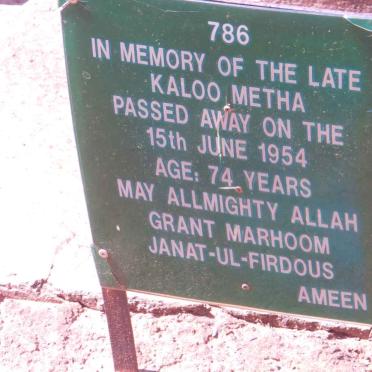 786
IN MEMORY OF THE LATE
KALOO METHA
PASSED AWAY ON THE
15th JUNE 1954
AGE: 74 YEARS
MAY ALLMIGHTY ALLAH
GRANT MARHOOM
JANAT-UL-FIRDOUS
AMEEN